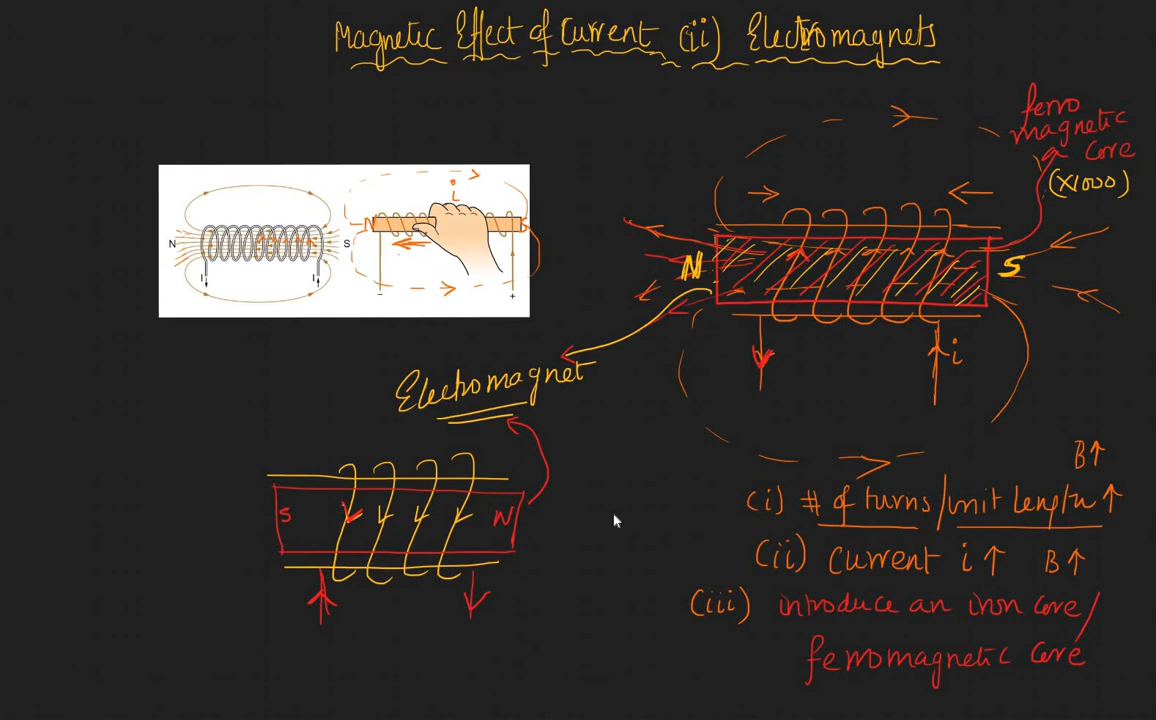 Magnetic Effect of Current (ii) Electromagnets
ferro
magnetic
core
(x1000)
N
S
I
I
N
S
i
-
+
N
S
i
Electromagnet
S
N
B↑
(i) # of turns/unit length ↑
(ii) current i ↑ B↑
(iii) introduce an iron core/
ferromagnetic core